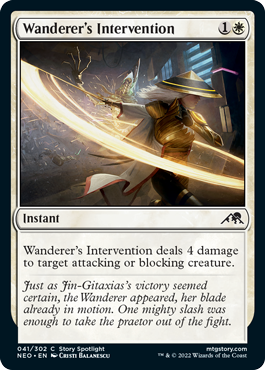 Wanderer's Intervention 1
Instant
Wanderer's Intervention deals 4 damage
to target attacking or blocking creature.
Just as Jin-Gitaxias's victory seemed
certain, the Wanderer appeared, her blade
already in motion. One mighty slash was
enough to take the praetor out of the fight.
041/302 C Story Spotlight mtgstory.com
NEO • EN Cristi Balanescu ™ & © 2022 Wizards of the Coast